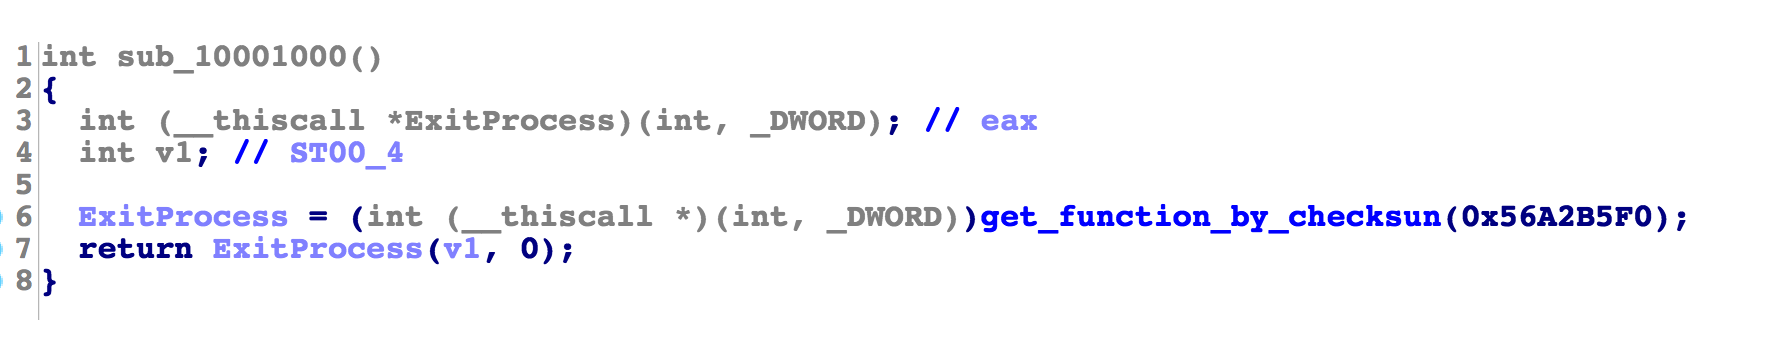 1 int sub_10001000()
2 {
3 int (__thiscall *ExitProcess)(int, _DWORD); // eax
4 int v1; // ST00_4
5
6 ExitProcess = (int (__thiscall *)(int, _DWORD))get_function_by_checksun(0x56A2B5F0);
7 return ExitProcess(v1, 0);
8 }